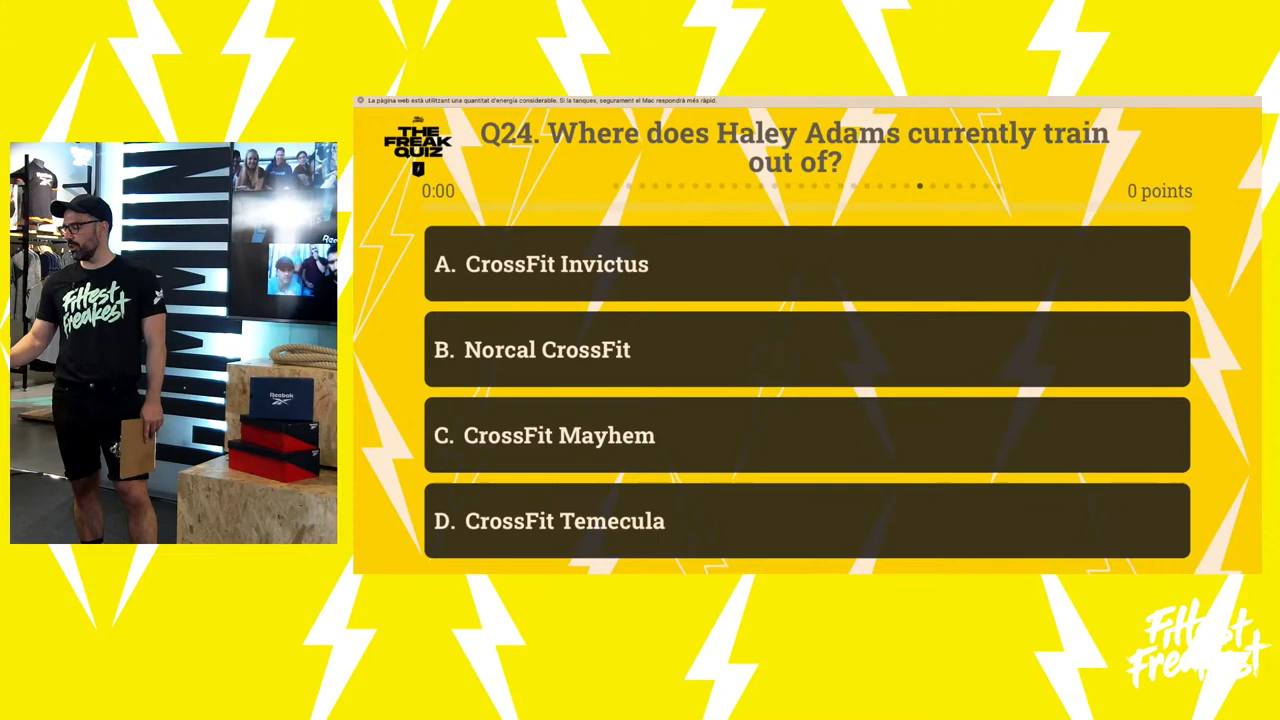 La pàgina web està utilitzant una quantitat d'energia considerable. Si la tanques, segurament el Mac respondrà més ràpid.
THE
FREAK
QUIZ
Q24. Where does Haley Adams currently train
out of?
0:00
0 points
A. CrossFit Invictus
B. Norcal CrossFit
C. CrossFit Mayhem
D. CrossFit Temecula
Fittest
Freakest
Reebok
Fittest
Freakest